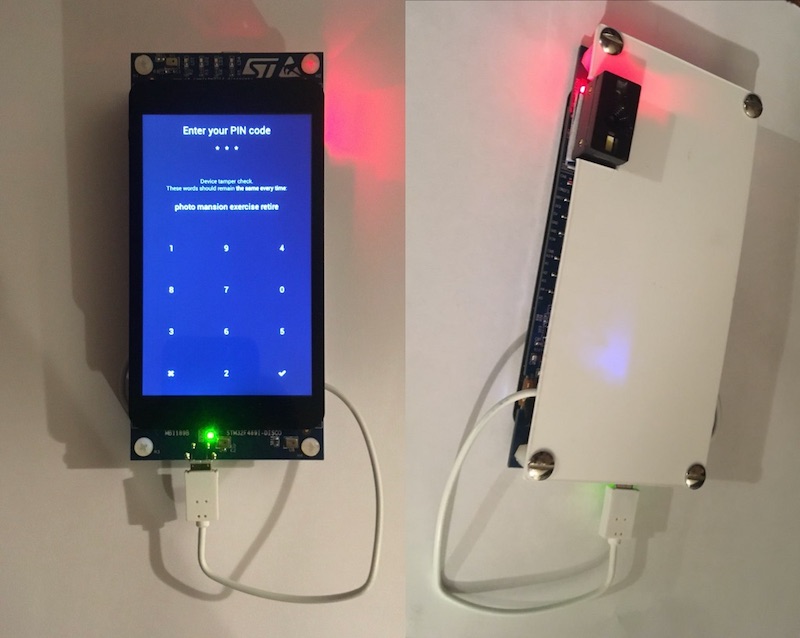 ST
Enter your PIN code
Device tamper check.
These words should remain the same every time:
photo mansion exercise retire
1 9 4
8 7 0
3 6 5
2